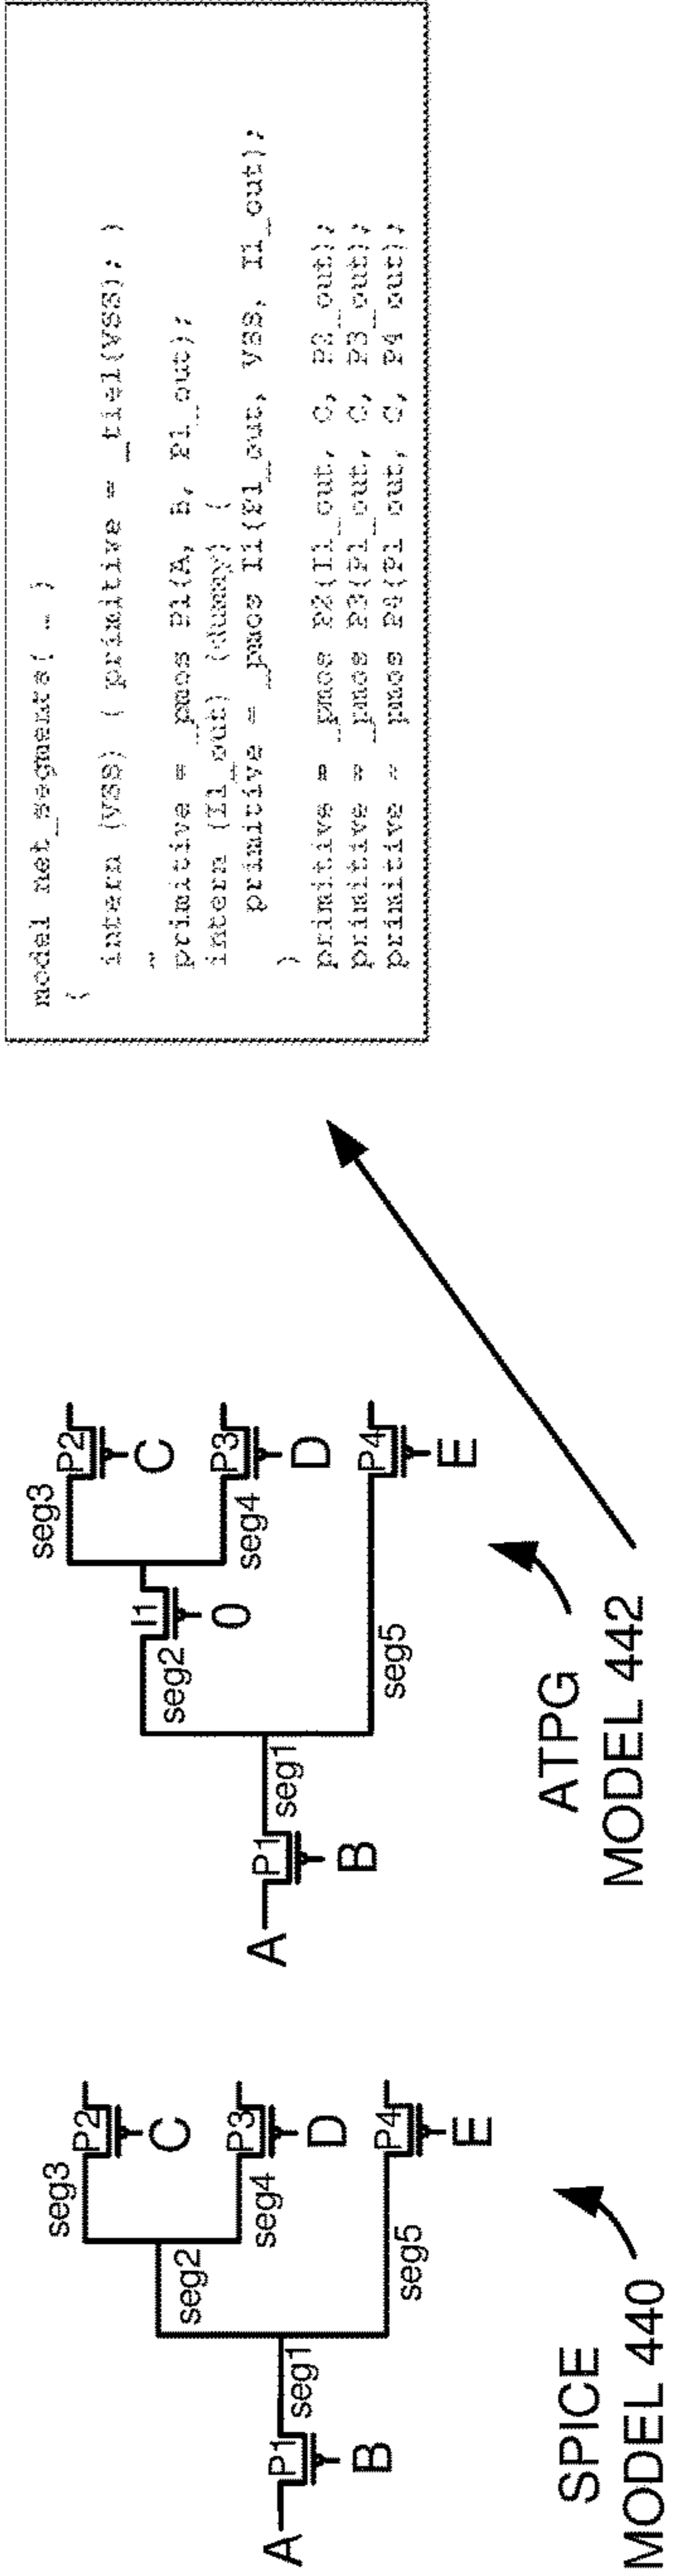 seg3
P2
C
seg2
seg4
P3
D
A
P1
seg1
B
seg5
P4
E
SPICE
MODEL 440
seg3
P2
C
I1
seg2
0
seg4
P3
D
A
P1
seg1
B
seg5
P4
E
ATPG
MODEL 442
model net_segments( … )
{
intern (VSS) ( primitive = _tie1(VSS); )
…
primitive = _pmos P1(A, B, P1_out);
intern (I1_out) (dummy) {
primitive = _pmos I1(P1_out, VSS, I1_out);
}
primitive = _pmos P2(I1_out, C, P2_out);
primitive = _pmos P3(P1_out, C, P3_out);
primitive = _pmos P4(P1_out, C, P4_out);